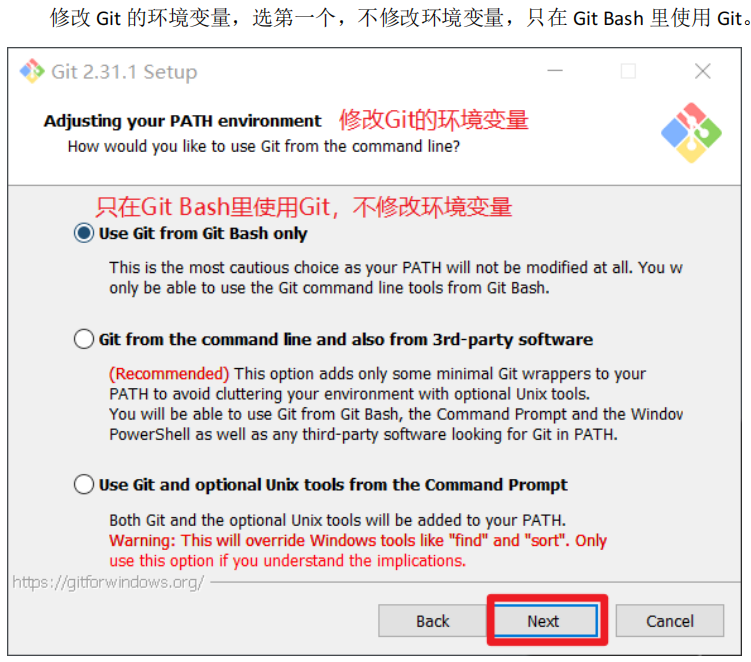 修改 Git 的环境变量，选第一个，不修改环境变量，只在 Git Bash 里使用 Git。
Git 2.31.1 Setup
Adjusting your PATH environment 修改Git的环境变量
How would you like to use Git from the command line?
只在Git Bash里使用Git，不修改环境变量
Use Git from Git Bash only
This is the most cautious choice as your PATH will not be modified at all. You w
only be able to use the Git command line tools from Git Bash.
Git from the command line and also from 3rd-party software
(Recommended) This option adds only some minimal Git wrappers to your
PATH to avoid cluttering your environment with optional Unix tools.
You will be able to use Git from Git Bash, the Command Prompt and the Window
PowerShell as well as any third-party software looking for Git in PATH.
Use Git and optional Unix tools from the Command Prompt
Both Git and the optional Unix tools will be added to your PATH.
Warning: This will override Windows tools like "find" and "sort". Only
use this option if you understand the implications.
https://gitforwindows.org/
Back Next Cancel